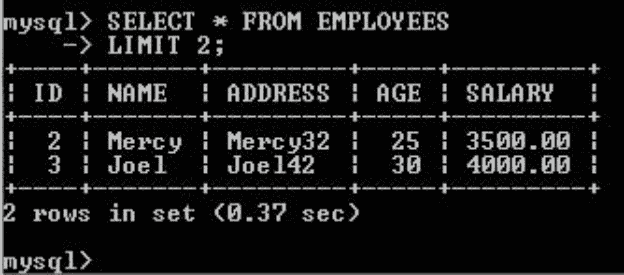 mysql> SELECT * FROM EMPLOYEES
    -> LIMIT 2;
+----+-------+---------+-----+---------+
| ID | NAME | ADDRESS | AGE | SALARY |
+----+-------+---------+-----+---------+
| 2 | Mercy | Mercy32 | 25 | 3500.00 |
| 3 | Joel | Joel42 | 30 | 4000.00 |
+----+-------+---------+-----+---------+
2 rows in set (0.37 sec)
mysql>